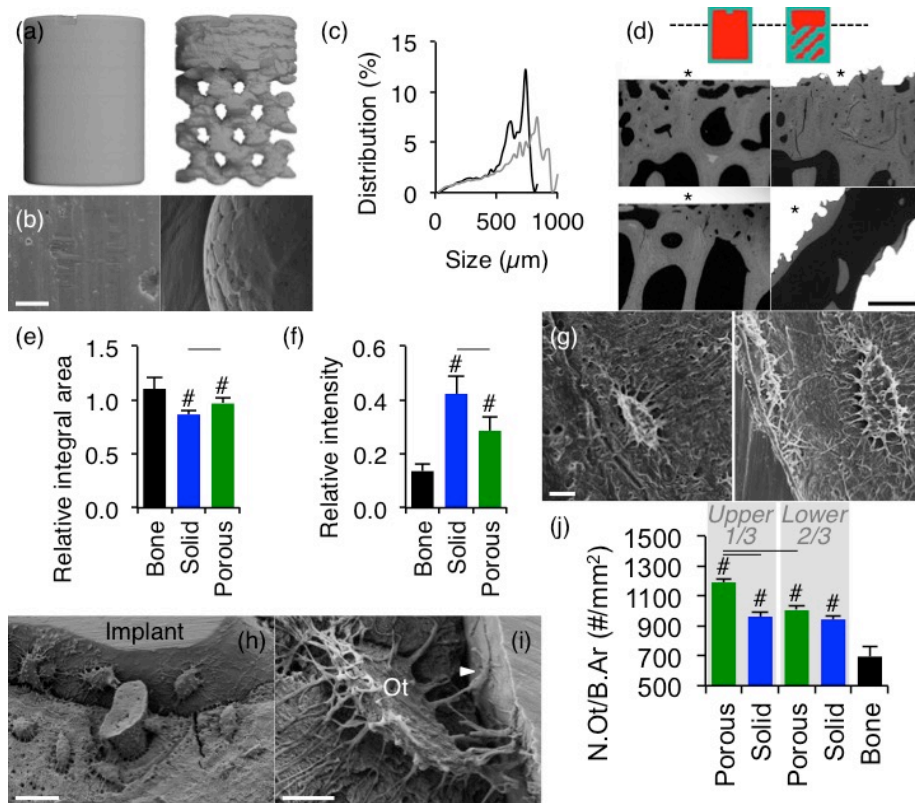 (a)
(b)
(c)
Distribution (%)
15
10
5
0
0
500
1000
Size (µm)
(d)
*
*
*
*
(e)
Relative integral area
1.5
1.0
0.5
0.0
#
#
Bone
Solid
Porous
(f)
Relative intensity
0.6
0.4
0.2
0.0
#
#
Bone
Solid
Porous
(g)
(h)
Implant
(i)
Ot
(j)
N.Ot/B.Ar (#/mm²)
1500
1300
1100
900
700
500
Upper
1/3
Lower
2/3
#
#
#
#
Porous
Solid
Porous
Solid
Bone